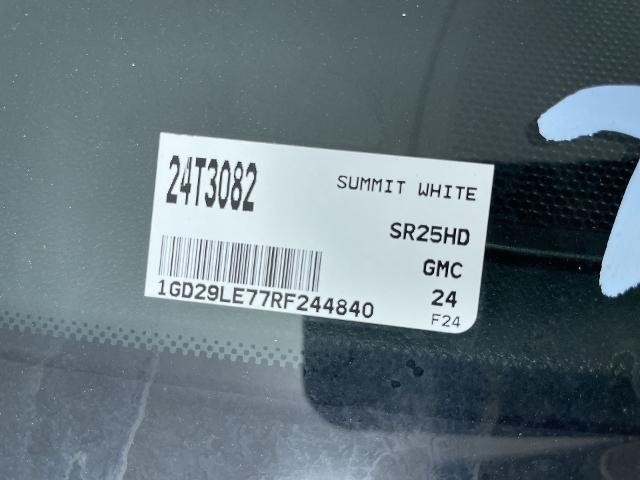 24T3082
SUMMIT WHITE
SR25HD
GMC
1GD29LE77RF244840
24
F24